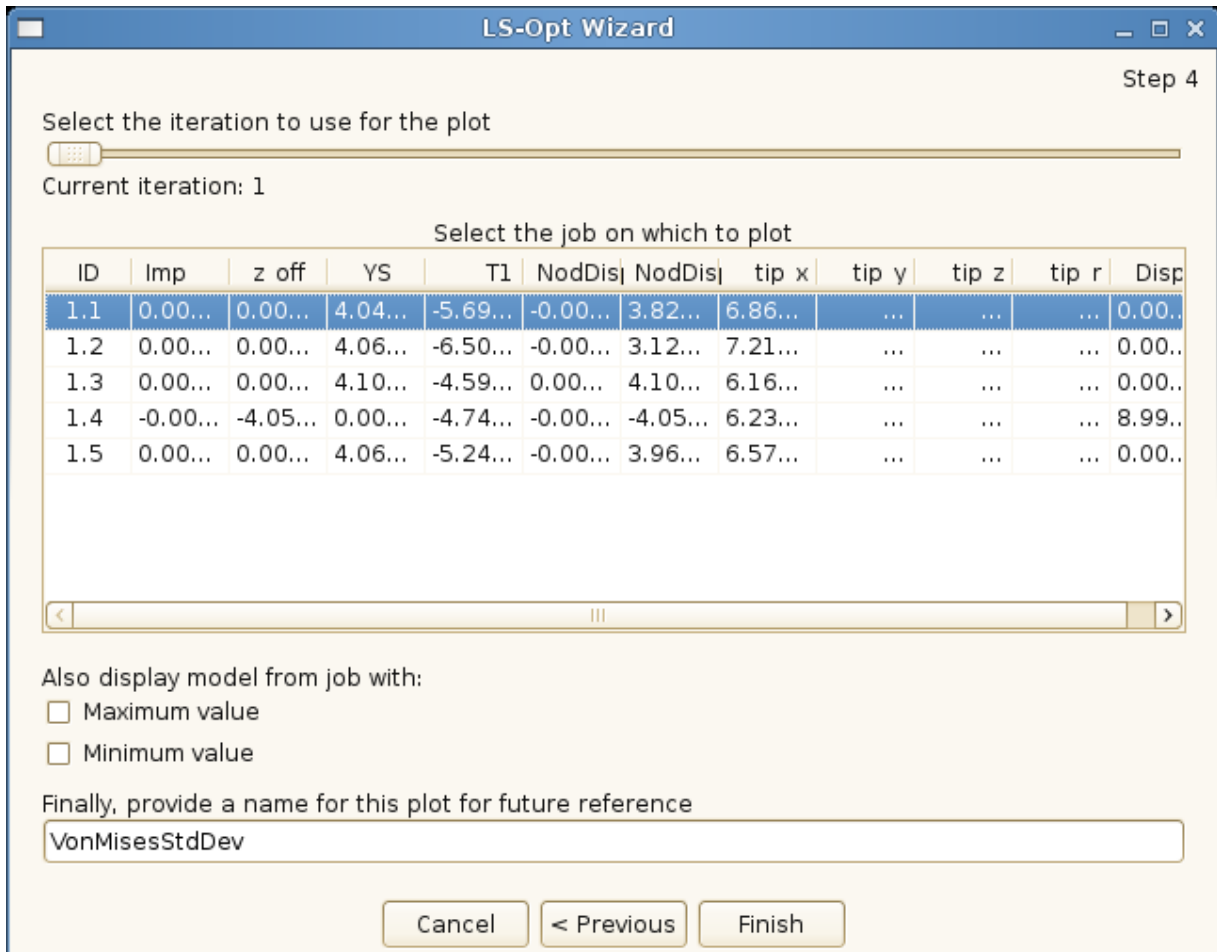 LS-Opt Wizard
Step 4
Select the iteration to use for the plot
Current iteration: 1
Select the job on which to plot
ID Imp z off YS T1 NodDisp NodDisp tip x tip y tip z tip r Disp
1.1 0.00... 0.00... 4.04... -5.69... -0.00... 3.82... 6.86... ... ... ... 0.00..
1.2 0.00... 0.00... 4.06... -6.50... -0.00... 3.12... 7.21... ... ... ... 0.00..
1.3 0.00... 0.00... 4.10... -4.59... 0.00... 4.10... 6.16... ... ... ... 0.00..
1.4 -0.00... -4.05... 0.00... -4.74... -0.00... -4.05... 6.23... ... ... ... 8.99..
1.5 0.00... 0.00... 4.06... -5.24... -0.00... 3.96... 6.57... ... ... ... 0.00..
Also display model from job with:
Maximum value
Minimum value
Finally, provide a name for this plot for future reference
VonMisesStdDev
Cancel < Previous Finish